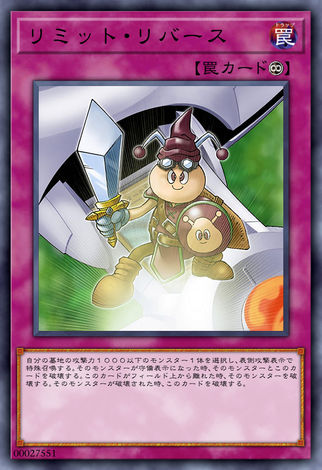 リミット・リバース
トラップ
罠
【罠カード】
自分の墓地の攻撃力１０００以下のモンスター１体を選択し、表側攻撃表示で
特殊召喚する。そのモンスターが守備表示になった時、そのモンスターとこのカ
ードを破壊する。このカードがフィールド上から離れた時、そのモンスターを破
壊する。そのモンスターが破壊された時、このカードを破壊する。
00027551